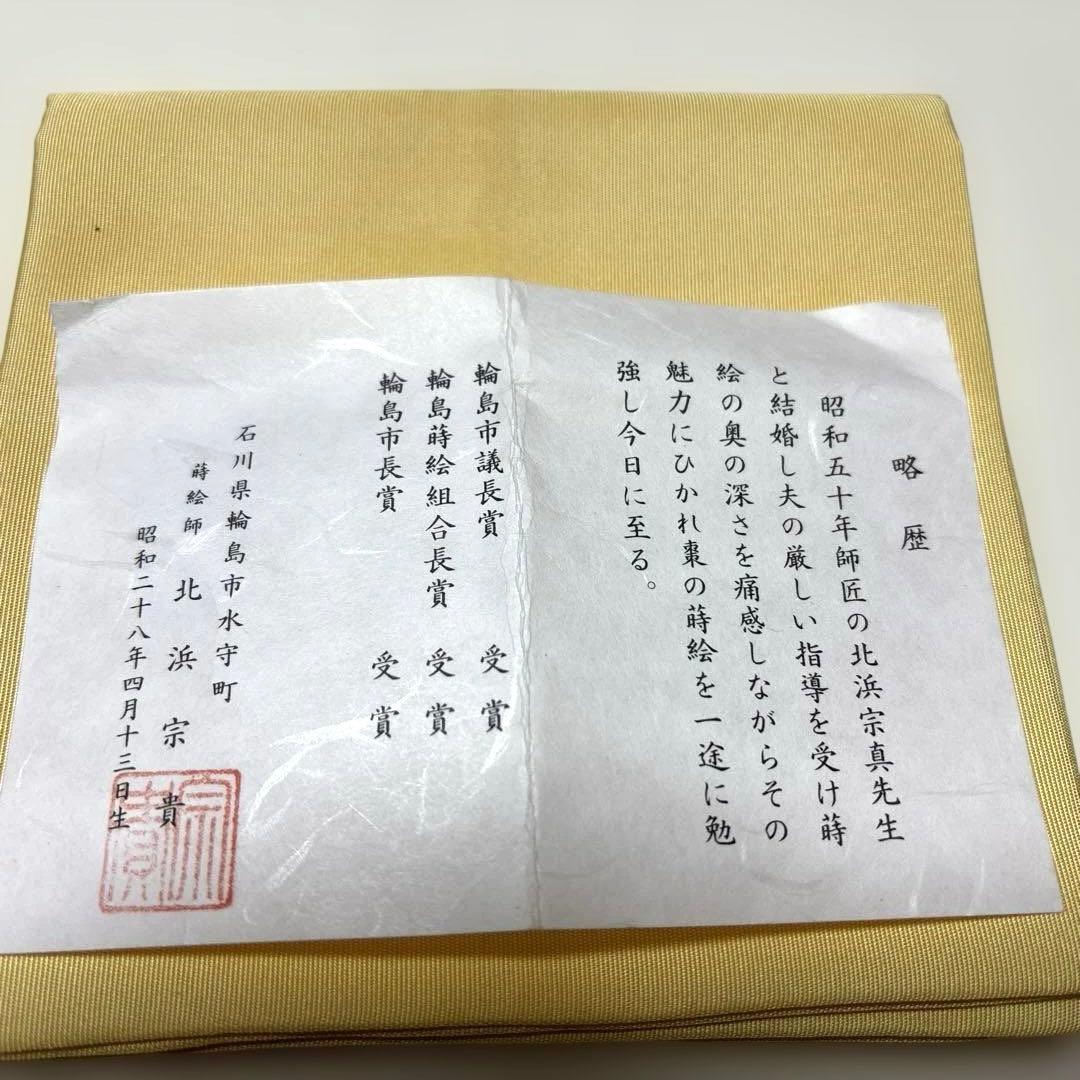 略歴
昭和五十年師匠の北浜宗真先生
と結婚し夫の厳しい指導を受け蒔
絵の奥の深さを痛感しながらその
魅力にひかれ棗の蒔絵を一途に勉
強し今日に至る。
輪島市議長賞 受賞
輪島蒔絵組合長賞 受賞
輪島市長賞 受賞
石川県輪島市水守町
蒔絵師 北浜宗貴
昭和二十八年四月十三日生
宗貴